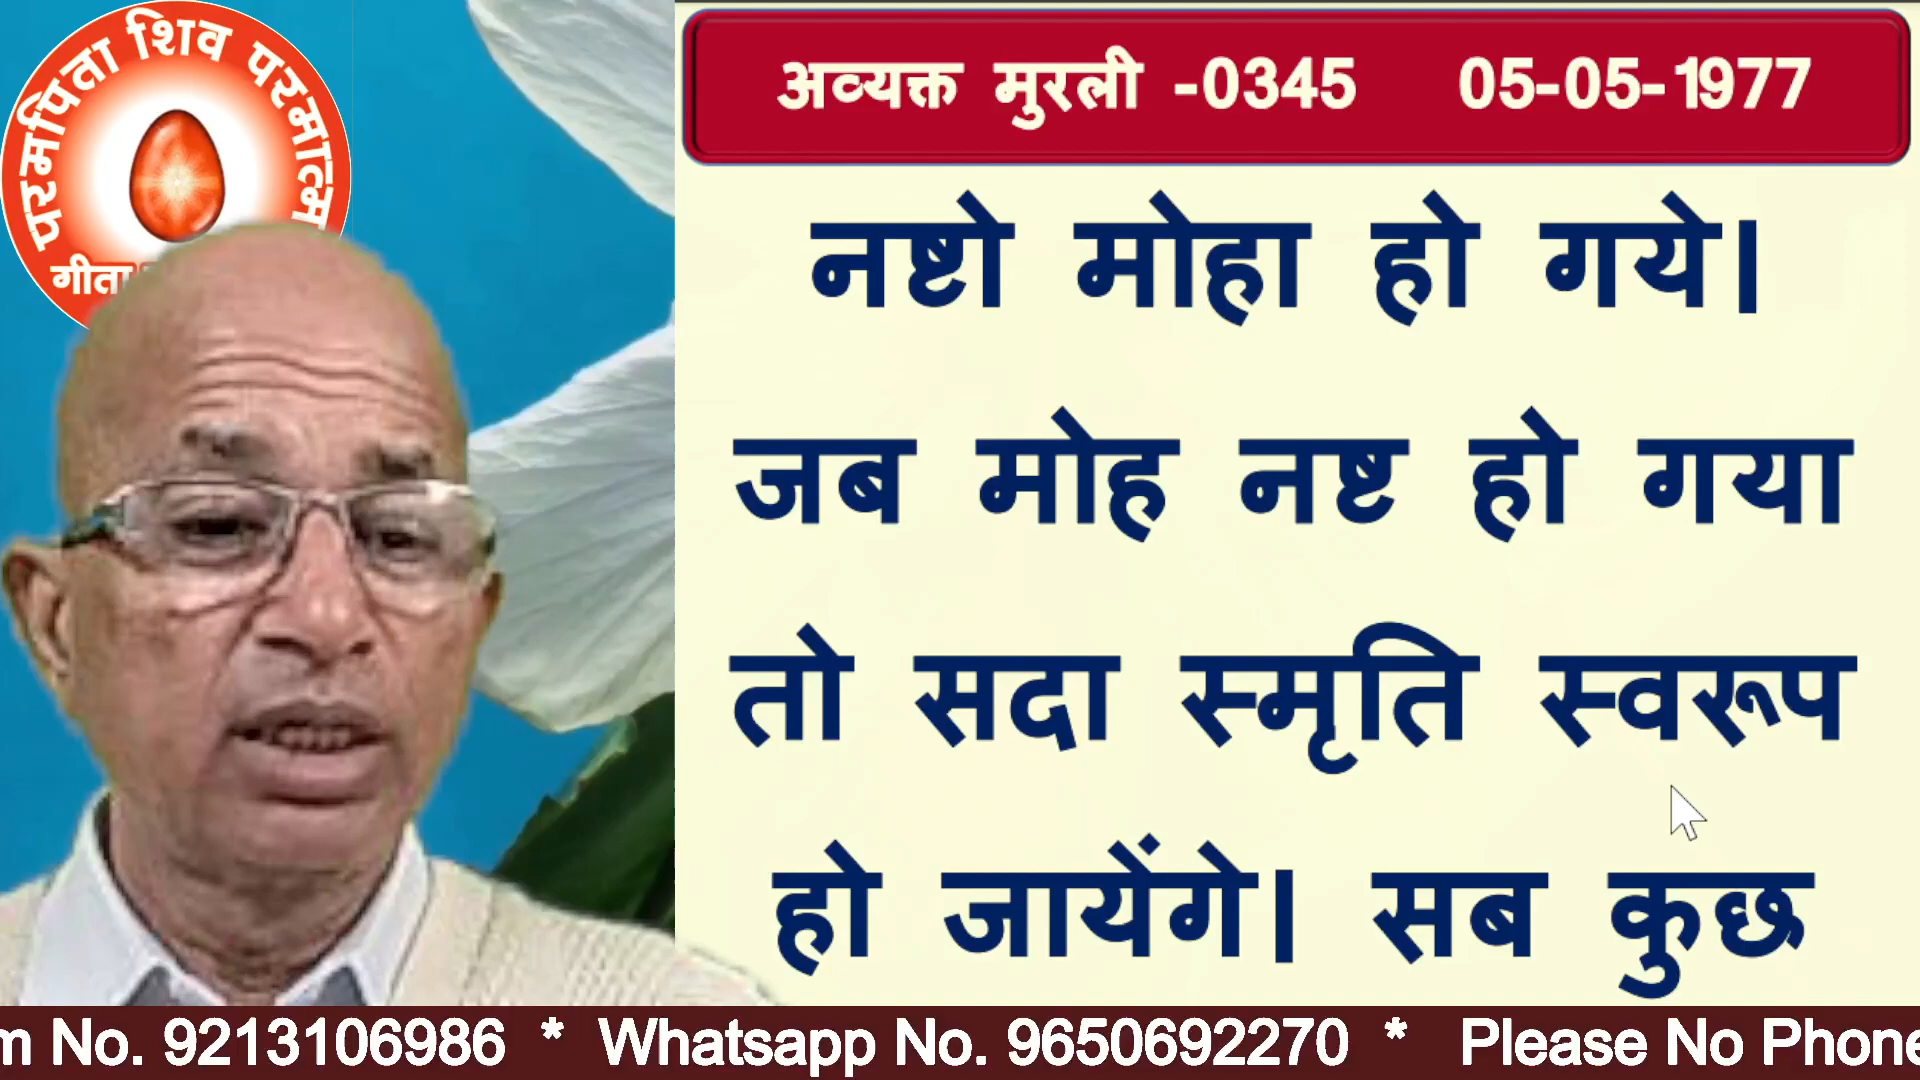 परमपिता शिव परमात्म
गीता
अव्यक्त मुरली -0345 05-05-1977
नष्टो मोहा हो गये।
जब मोह नष्ट हो गया
तो सदा स्मृति स्वरूप
हो जायेंगे। सब कुछ
m No. 9213106986 * Whatsapp No. 9650692270 * Please No Phone